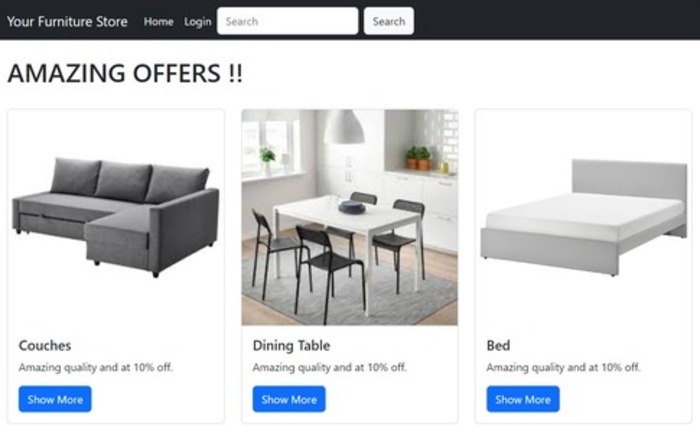 Your Furniture Store Home Login Search Search
AMAZING OFFERS !!
Couches
Amazing quality and at 10% off.
Show More
Dining Table
Amazing quality and at 10% off.
Show More
Bed
Amazing quality and at 10% off.
Show More